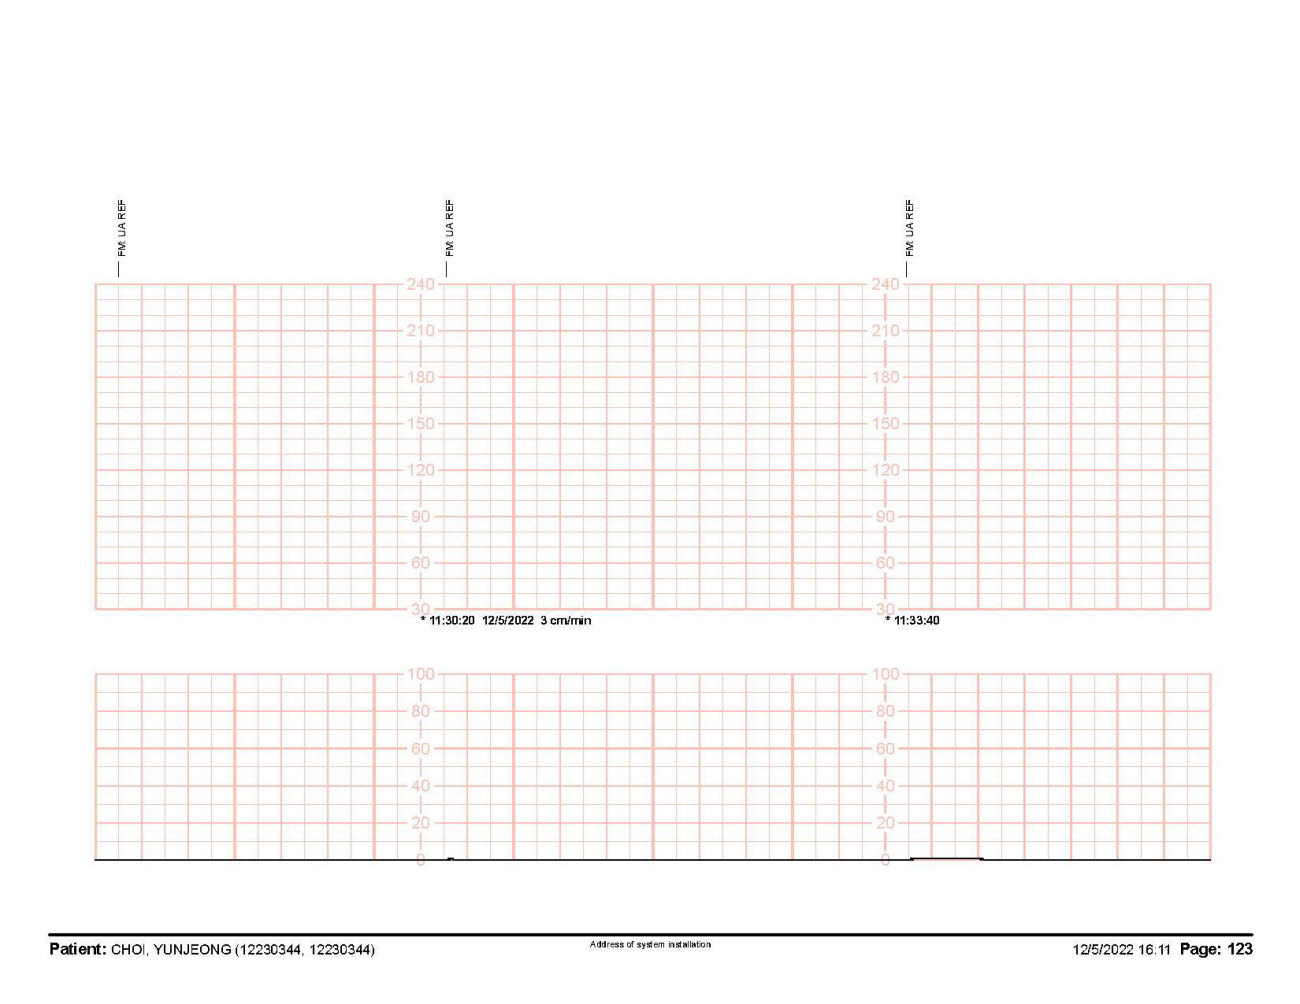 FM: UA REF
FM: UA REF
FM: UA REF
240 240
210 210
180 180
150 150
120 120
90 90
60 60
30 30
* 11:30:20 12/5/2022 3 cm/min * 11:33:40
100 100
80 80
60 60
40 40
20 20
0 0
Patient: CHOI, YUNJEONG (12230344, 12230344) Address of system installation 12/5/2022 16:11 Page: 123